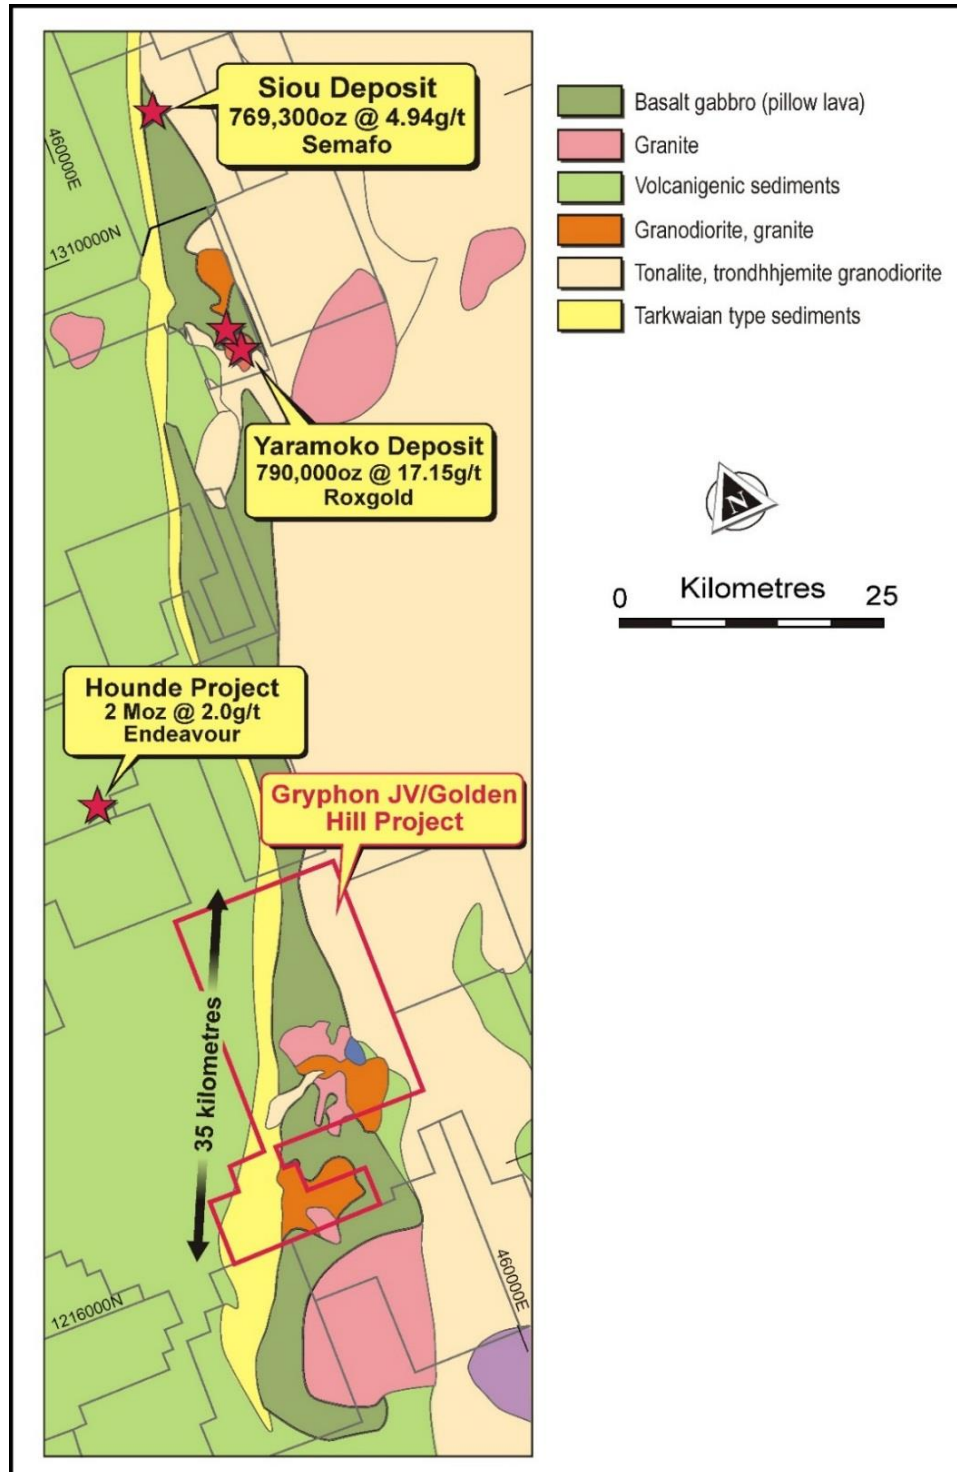 Siou Deposit
769,300oz @ 4.94g/t
Semafo
460000E
1310000N
Yaramoko Deposit
790,000oz @ 17.15g/t
Roxgold
Hounde Project
2 Moz @ 2.0g/t
Endeavour
Gryphon JV/Golden
Hill Project
35 kilometres
1216000N
460000E
Basalt gabbro (pillow lava)
Granite
Volcanigenic sediments
Granodiorite, granite
Tonalite, trondhhjemite granodiorite
Tarkwaian type sediments
N
Kilometres
0
25